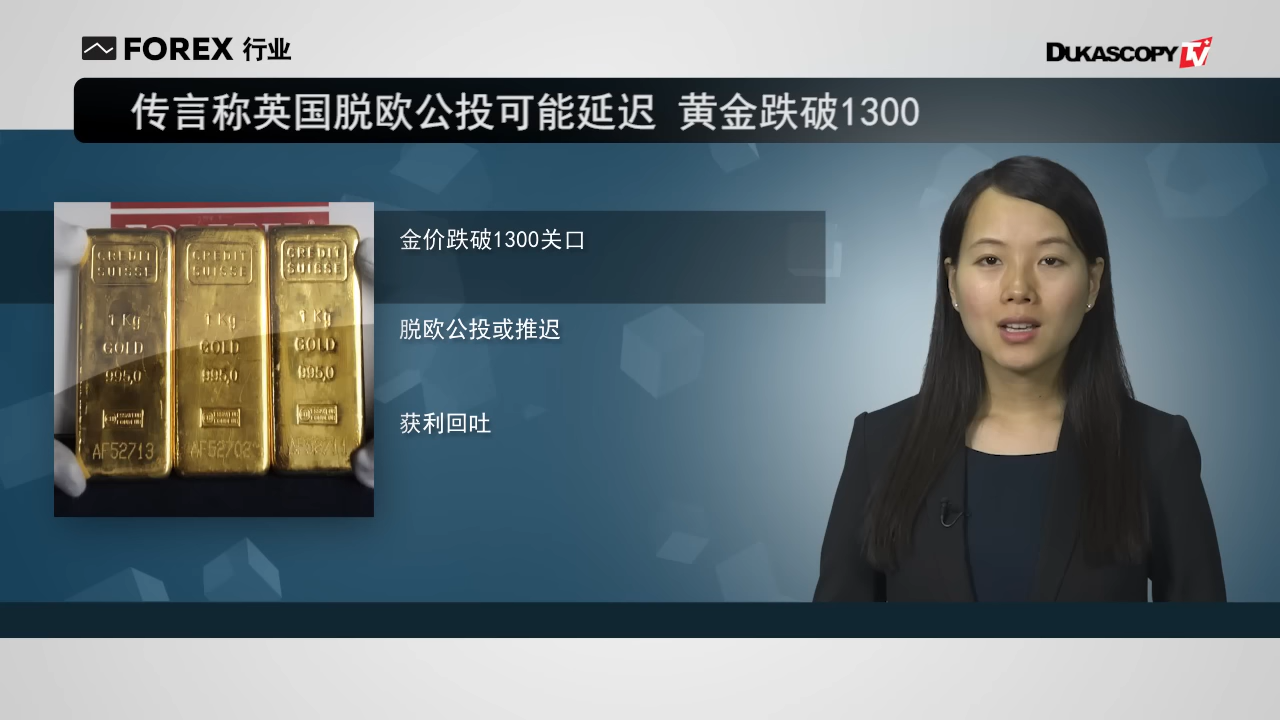 FOREX 行业
DUKASCOPY TV
传言称英国脱欧公投可能延迟 黄金跌破1300
金价跌破1300关口
脱欧公投或推迟
获利回吐
CREDIT SUISSE
1 Kg
GOLD
995,0
AF52713
CREDIT SUISSE
1 Kg
GOLD
995,0
AF52702
CREDIT SUISSE
1 Kg
GOLD
995,0